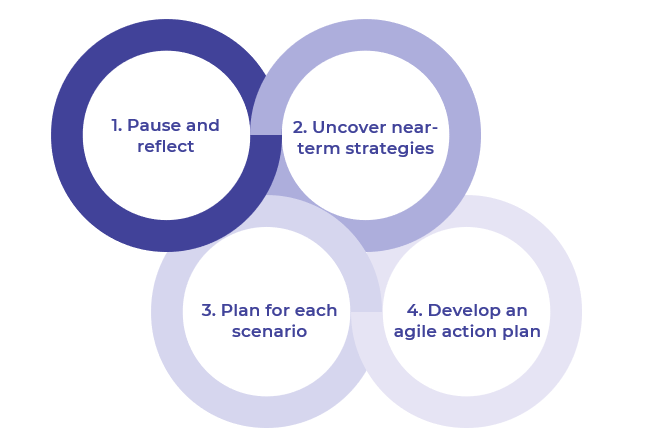 1. Pause and
reflect
2. Uncover near-
term strategies
3. Plan for each
scenario
4. Develop an
agile action plan